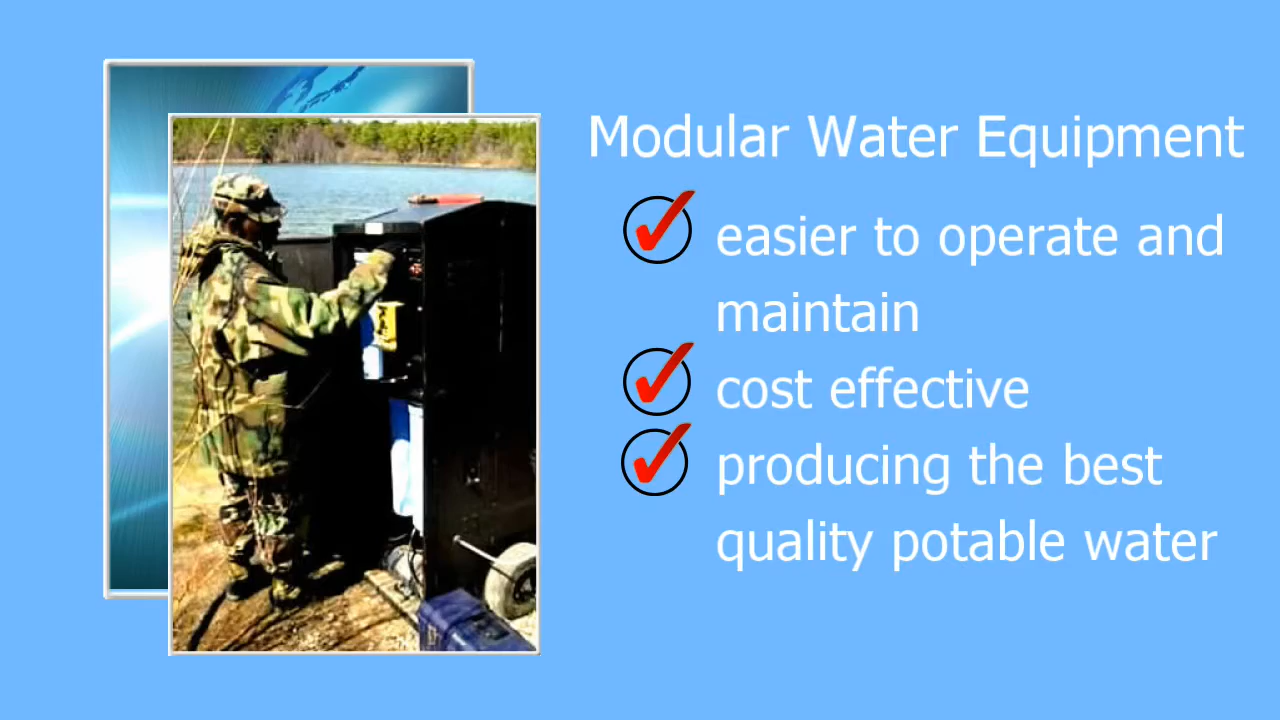 Modular Water Equipment
easier to operate and
maintain
cost effective
producing the best
quality potable water